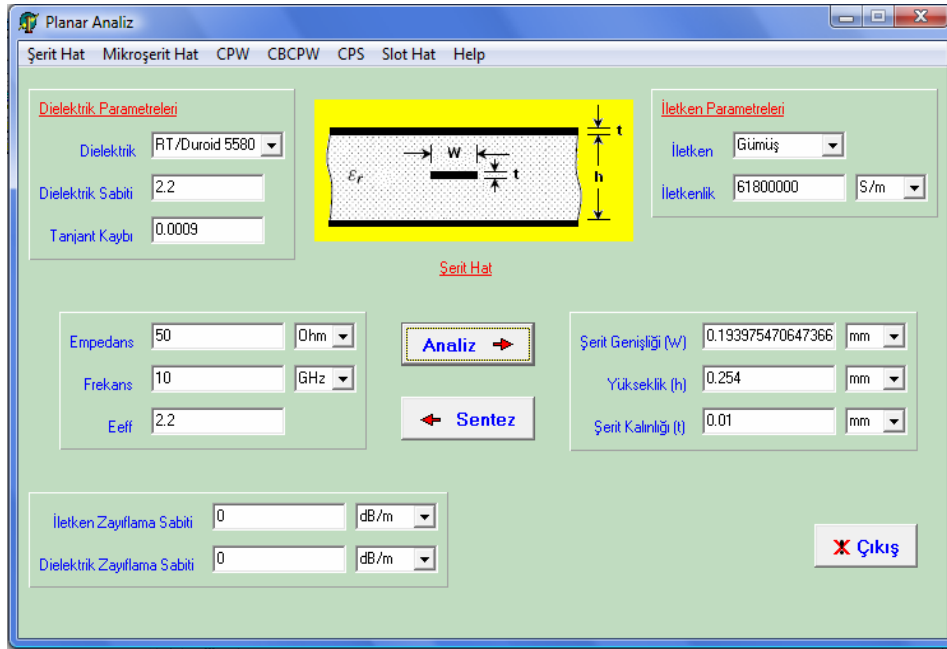 Planar Analiz
Şerit Hat Mikroşerit Hat CPW CBCPW CPS Slot Hat Help
Dielektrik Parametreleri
Dielektrik RT/Duroid 5580
Dielektrik Sabiti 2.2
Tanjant Kaybı 0.0009
εr
W
t
t
h
Şerit Hat
İletken Parametreleri
İletken Gümüş
İletkenlik 61800000 S/m
Empedans 50 Ohm
Frekans 10 GHz
Eeff 2.2
Analiz
Sentez
Şerit Genişliği (W) 0.193975470647366 mm
Yükseklik (h) 0.254 mm
Şerit Kalınlığı (t) 0.01 mm
İletken Zayıflama Sabiti 0 dB/m
Dielektrik Zayıflama Sabiti 0 dB/m
Çıkış